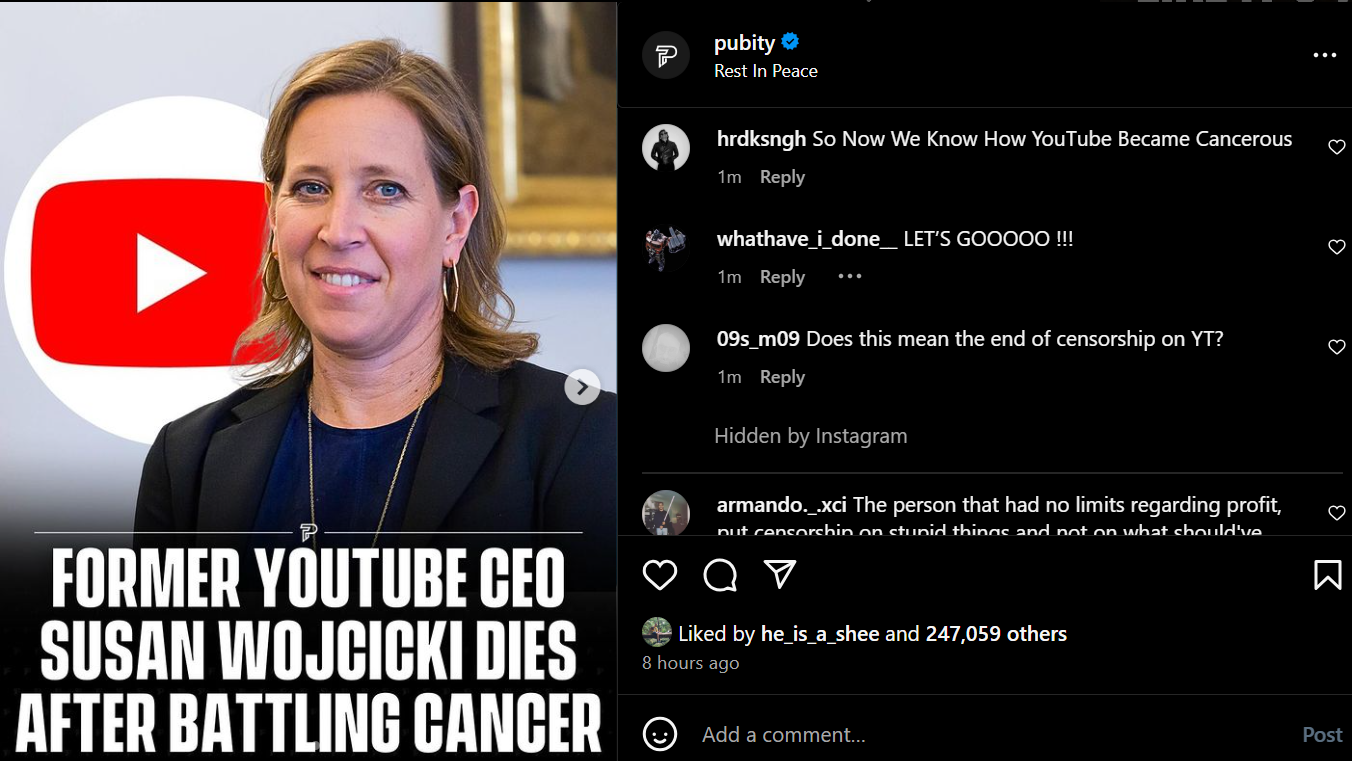 FORMER YOUTUBE CEO
SUSAN WOJCICKI DIES
AFTER BATTLING CANCER
pubity
Rest In Peace
hrdksngh So Now We Know How YouTube Became Cancerous
1m Reply
whathave_i_done__ LET’S GOOOOO !!!
1m Reply
09s_m09 Does this mean the end of censorship on YT?
1m Reply
Hidden by Instagram
armando._.xci The person that had no limits regarding profit,
put censorship on stupid things and not on what should've
Liked by he_is_a_shee and 247,059 others
8 hours ago
Add a comment...
Post